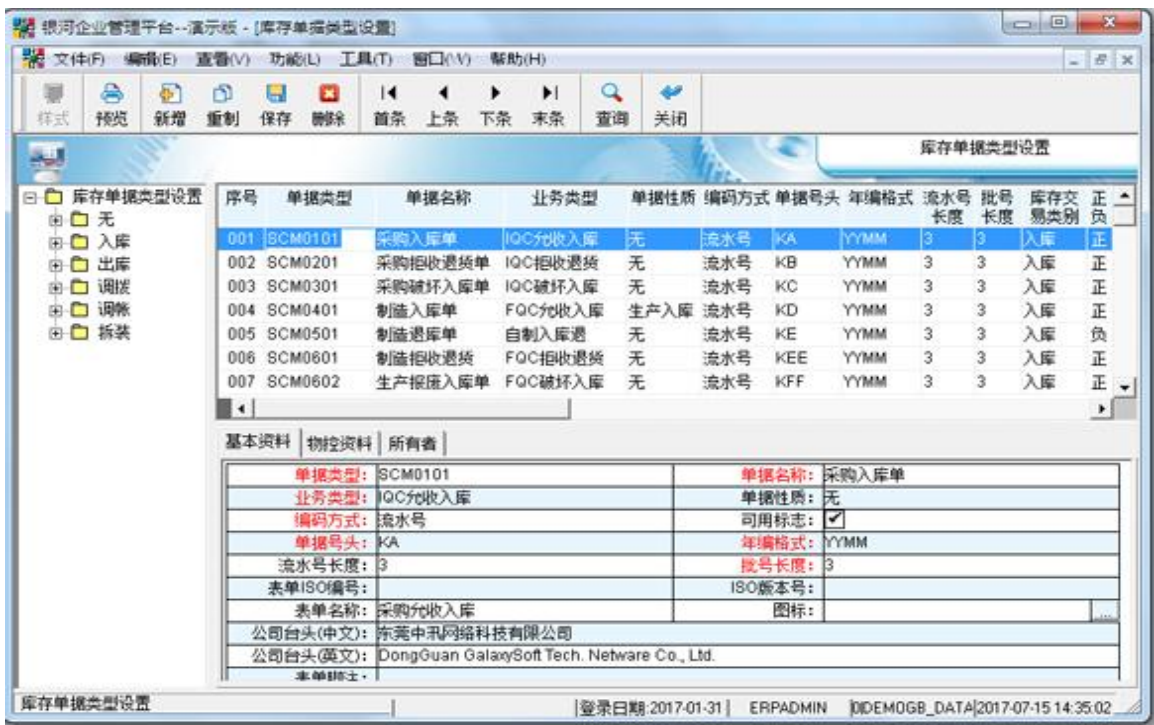 银河企业管理平台--演示版 - [库存单据类型设置]
文件(F) 编辑(E) 查看(V) 功能(L) 工具(T) 窗口(W) 帮助(H)
样式 预览 新增 重制 保存 删除 首条 上条 下条 末条 查询 关闭
库存单据类型设置
库存单据类型设置
无
入库
出库
调拨
调帐
拆装
序号 单据类型 单据名称 业务类型 单据性质 编码方式 单据号头 年编格式 流水号长度 批号长度 库存交易类别 正负
001 SCM0101 采购入库单 IQC允收入库 无 流水号 KA YYMM 3 3 入库 正
002 SCM0201 采购拒收退货单 IQC拒收退货 无 流水号 KB YYMM 3 3 入库 正
003 SCM0301 采购破坏入库单 IQC破坏入库 无 流水号 KC YYMM 3 3 入库 正
004 SCM0401 制造入库单 FQC允收入库 生产入库 流水号 KD YYMM 3 3 入库 正
005 SCM0501 制造退库单 自制入库退 无 流水号 KE YYMM 3 3 入库 负
006 SCM0601 制造拒收退货 FQC拒收退货 无 流水号 KEE YYMM 3 3 入库 正
007 SCM0602 生产报废入库单 FQC破坏入库 无 流水号 KFF YYMM 3 3 入库 正
基本资料 物控资料 所有者
单据类型: SCM0101 单据名称: 采购入库单
业务类型: IQC允收入库 单据性质: 无
编码方式: 流水号 可用标志:
单据号头: KA 年编格式: YYMM
流水号长度: 3 批号长度: 3
表单ISO编号: ISO版本号:
表单名称: 采购允收入库 图标: ...
公司台头(中文): 东莞中讯网络科技有限公司
公司台头(英文): DongGuan GalaxySoft Tech. Netware Co., Ltd.
库存单据类型设置 登录日期:2017-01-31 ERPADMIN DEMOGB_DATA 2017-07-15 14:35:02